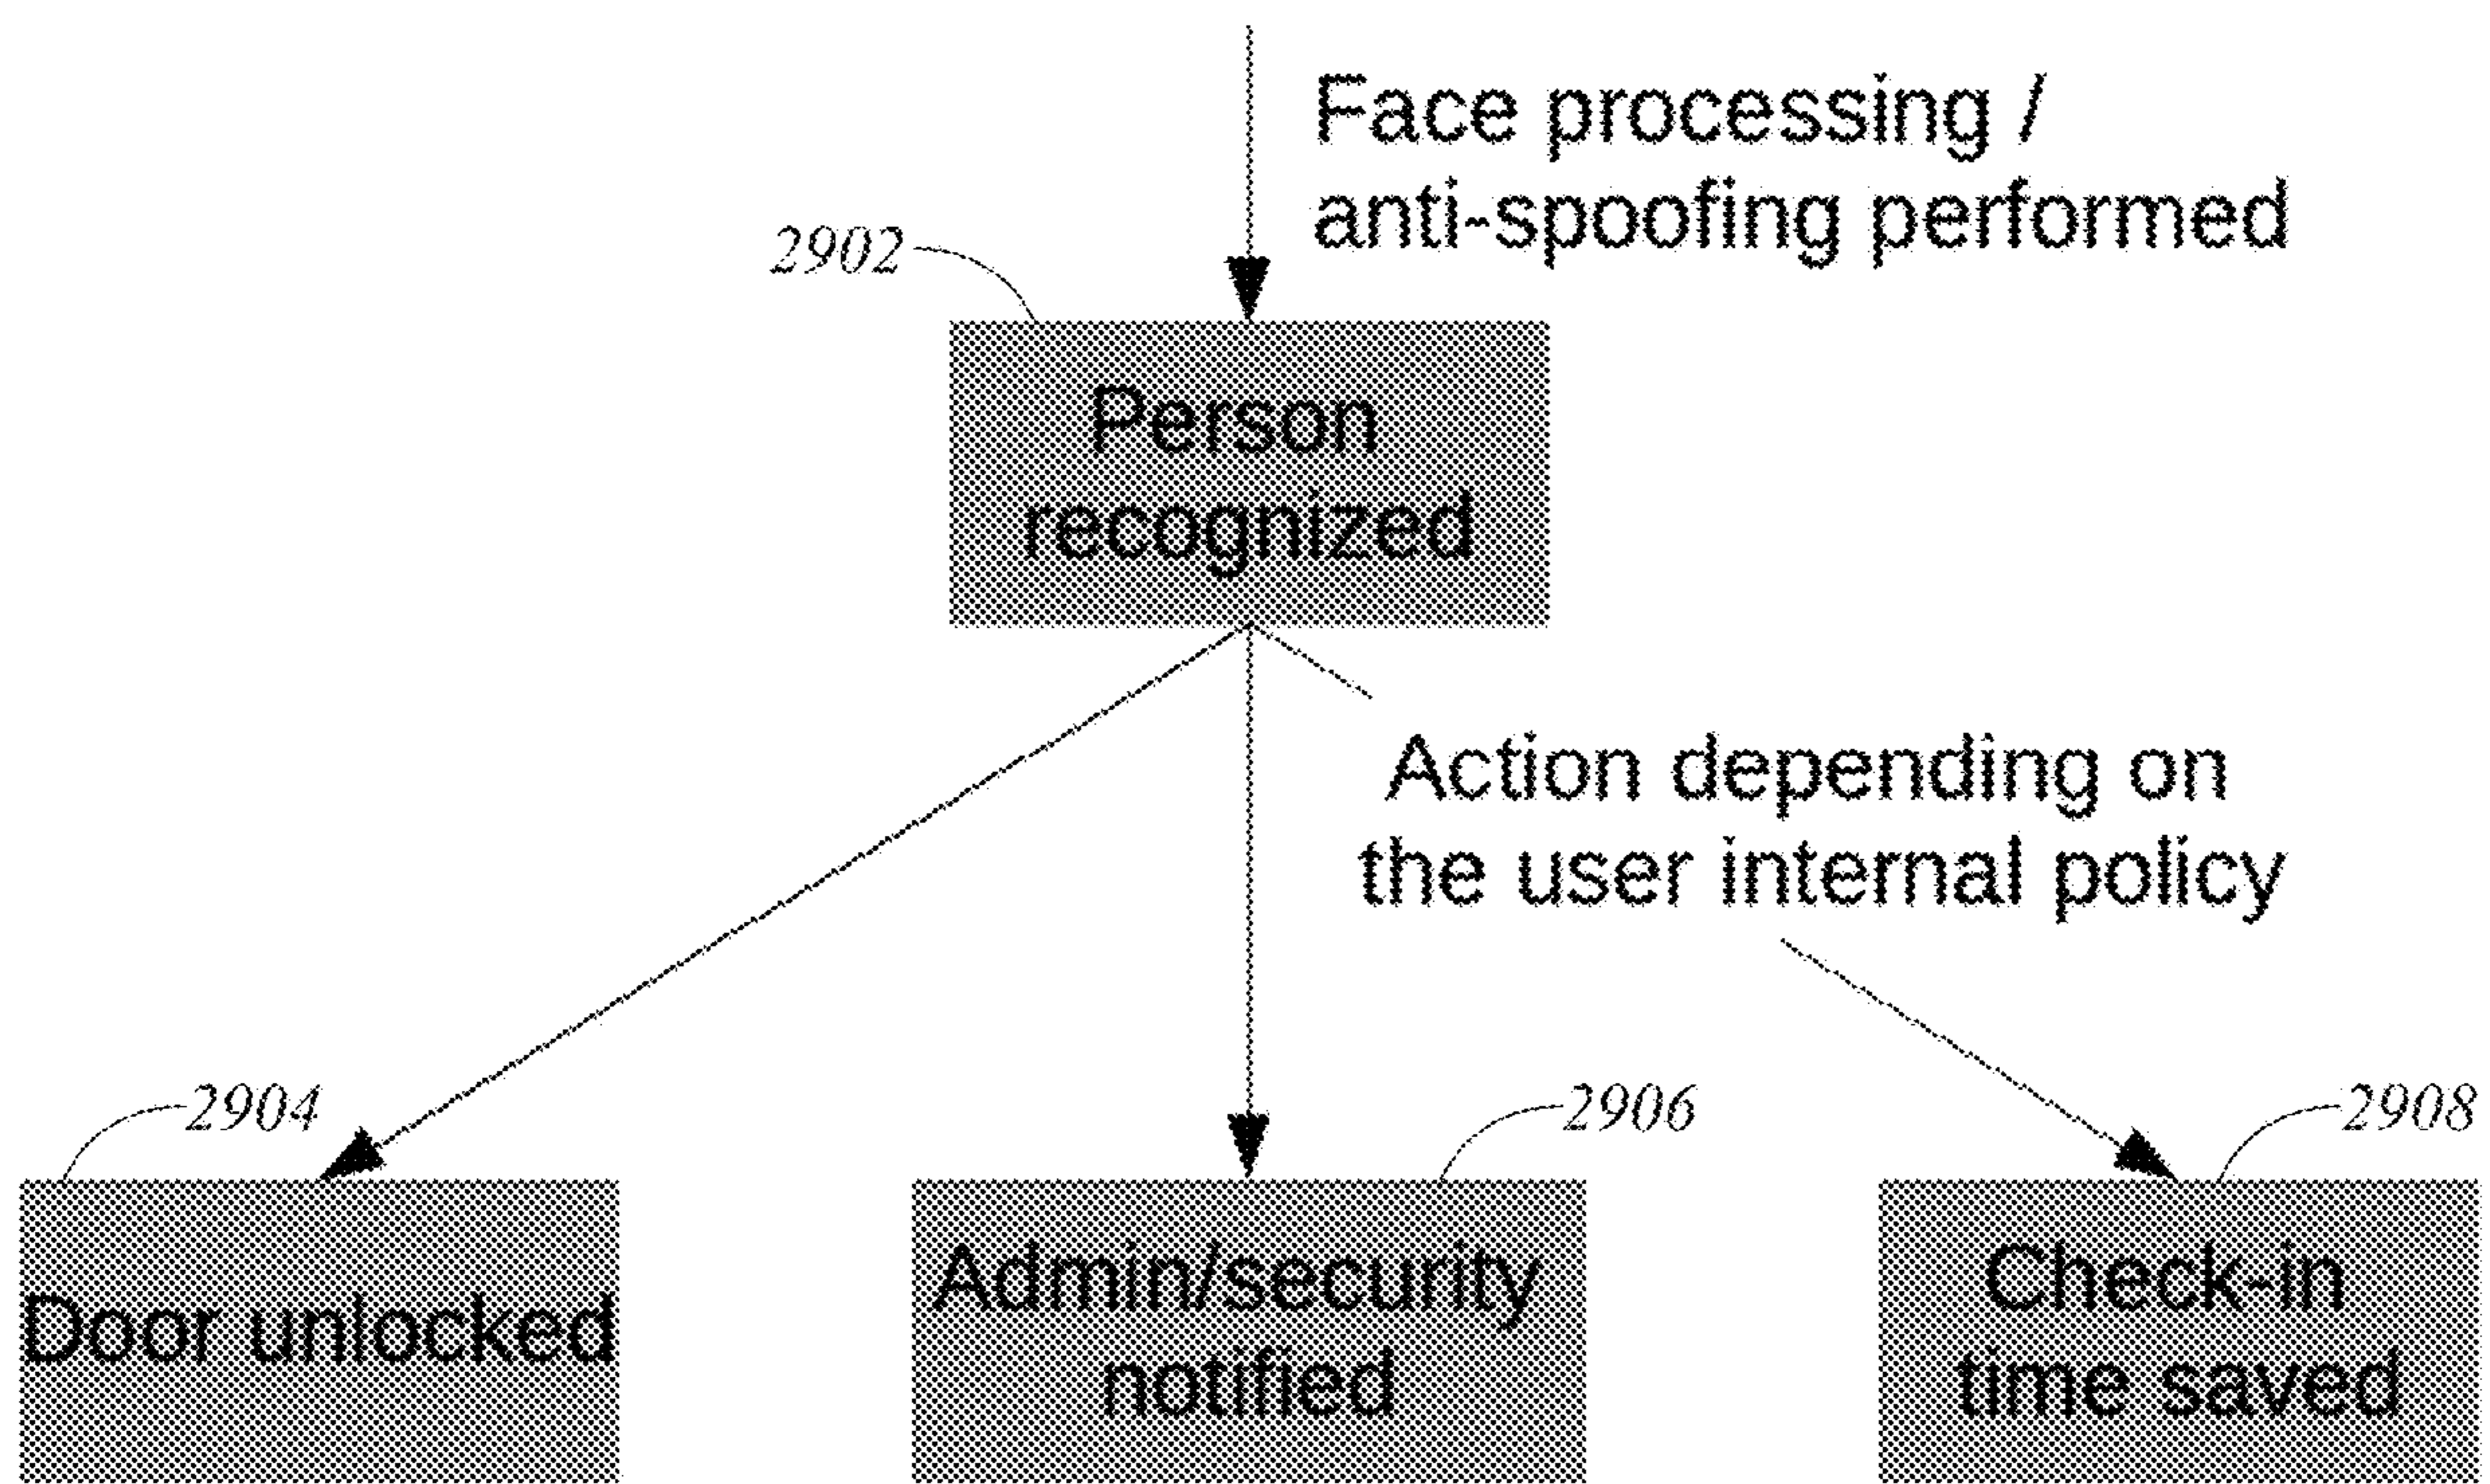 Face processing /
anti-spoofing performed
2902
Person
recognized
Action depending on
the user internal policy
2904
2906
2908
Door unlocked
Admin/security
notified
Check-in
time saved